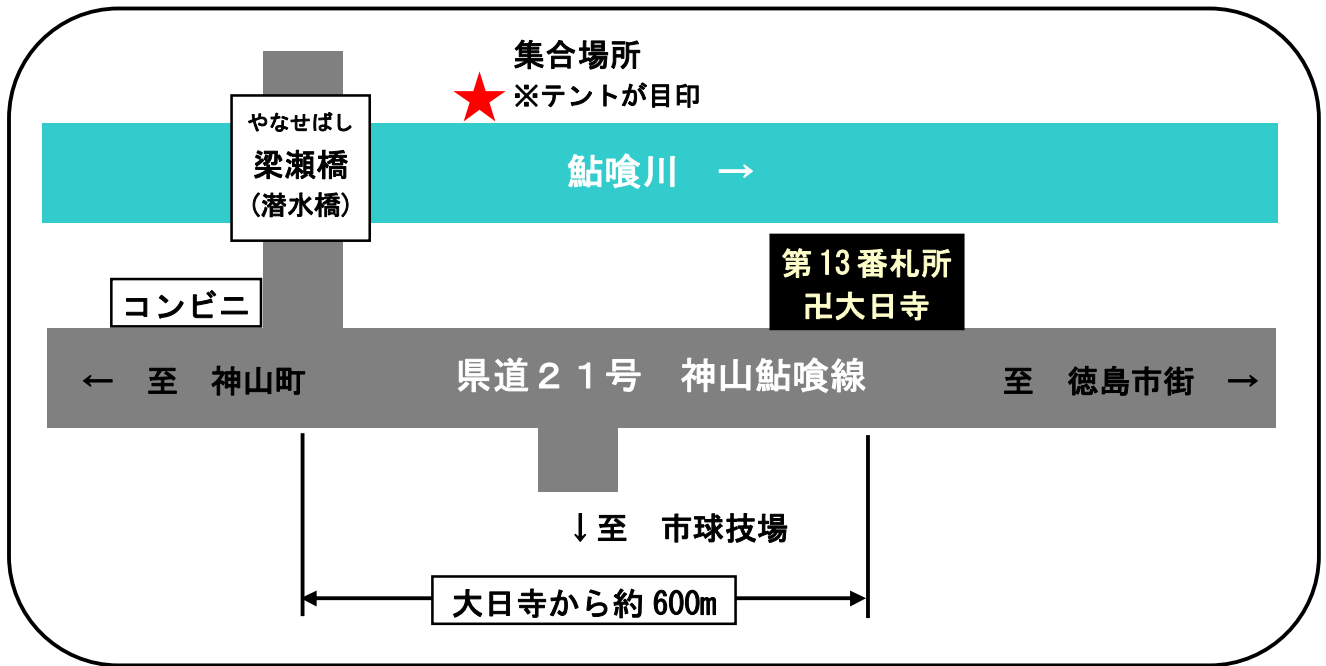 集合場所
※テントが目印
やなせばし
梁瀬橋
(潜水橋)
鮎喰川　→
第13番札所
卍大日寺
コンビニ
←　至　神山町
県道２１号　神山鮎喰線
至　徳島市街　→
↓至　市球技場
大日寺から約600m